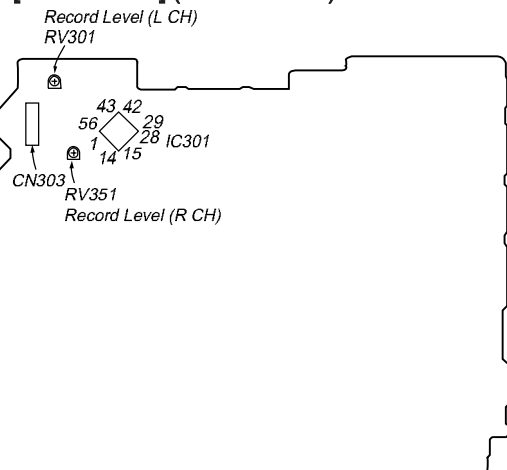 Record Level (L CH)
RV301
43 42
56 29
28 IC301
1
14 15
CN303
RV351
Record Level (R CH)